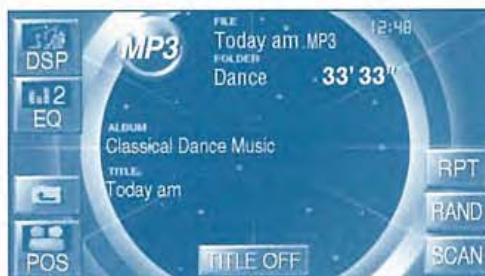 DSP
MP3
FILE
Today am .MP3
12:48
FOLDER
Dance
33'33"
2
EQ
ALBUM
Classical Dance Music
TITLE
Today am
RPT
RAND
POS
TITLE OFF
SCAN